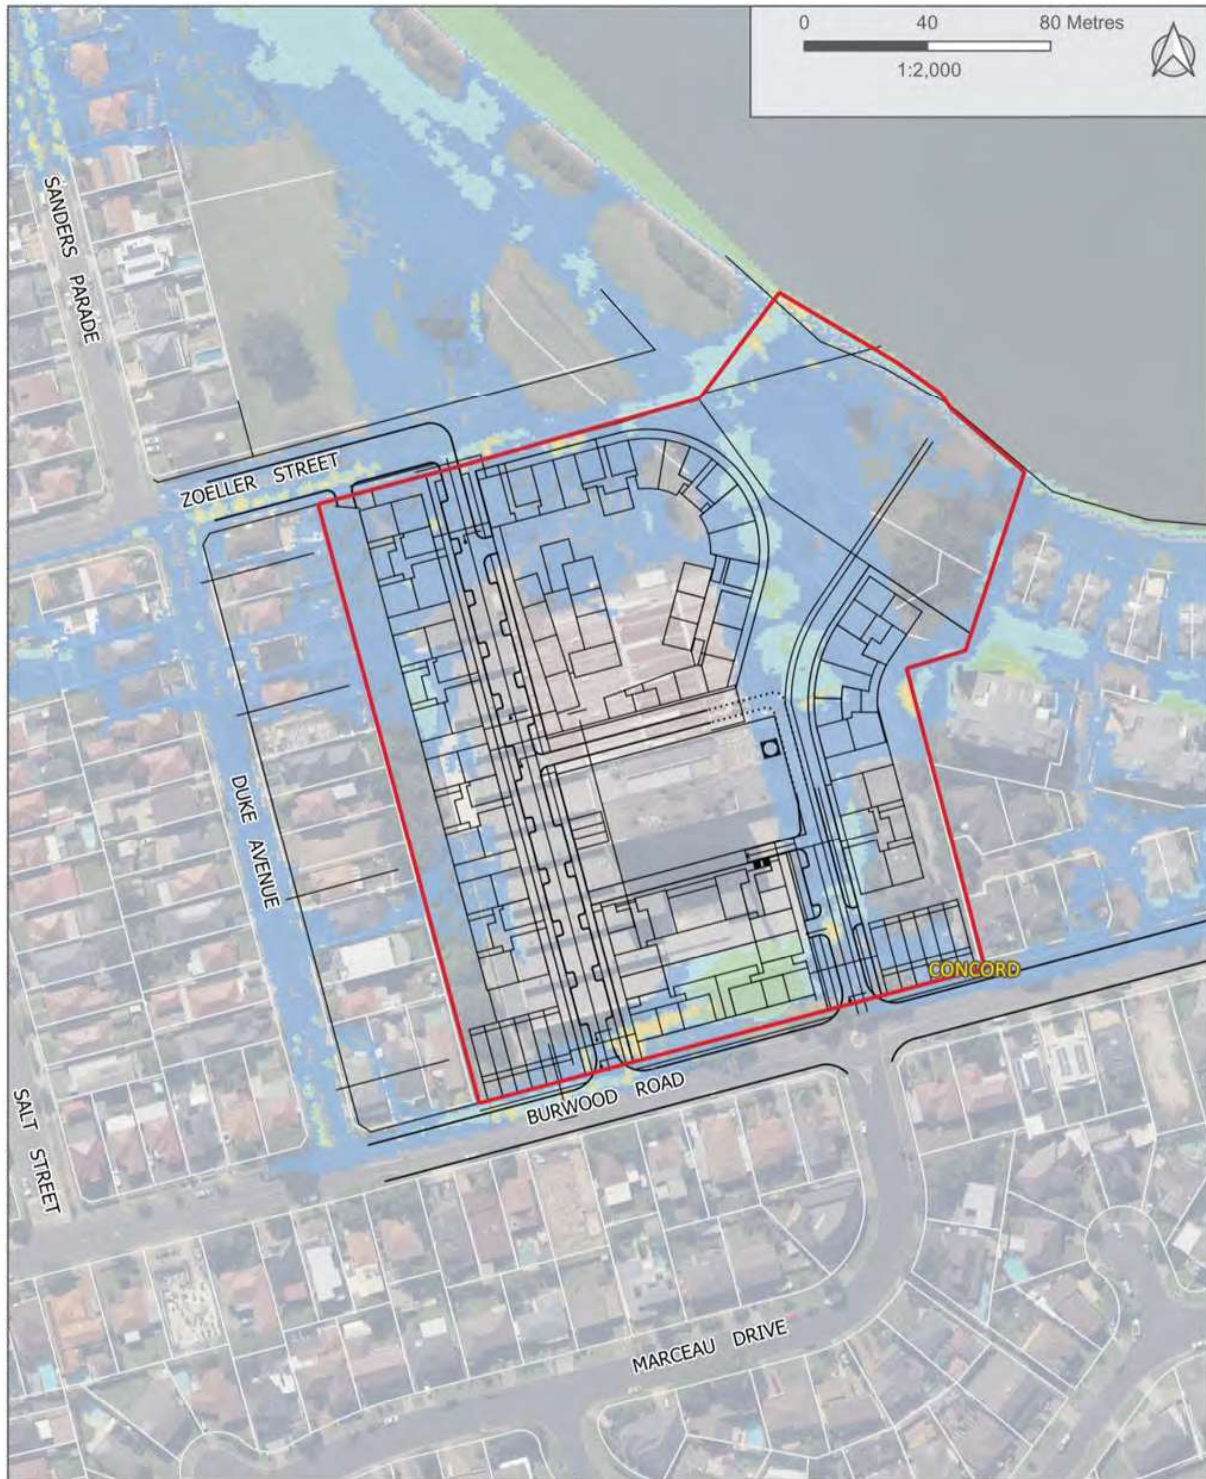 0 40 80 Metres
1:2,000
SANDERS PARADE
ZOELLER STREET
DUKE AVENUE
CONCORD
BURWOOD ROAD
SALT STREET
MARCEAU DRIVE